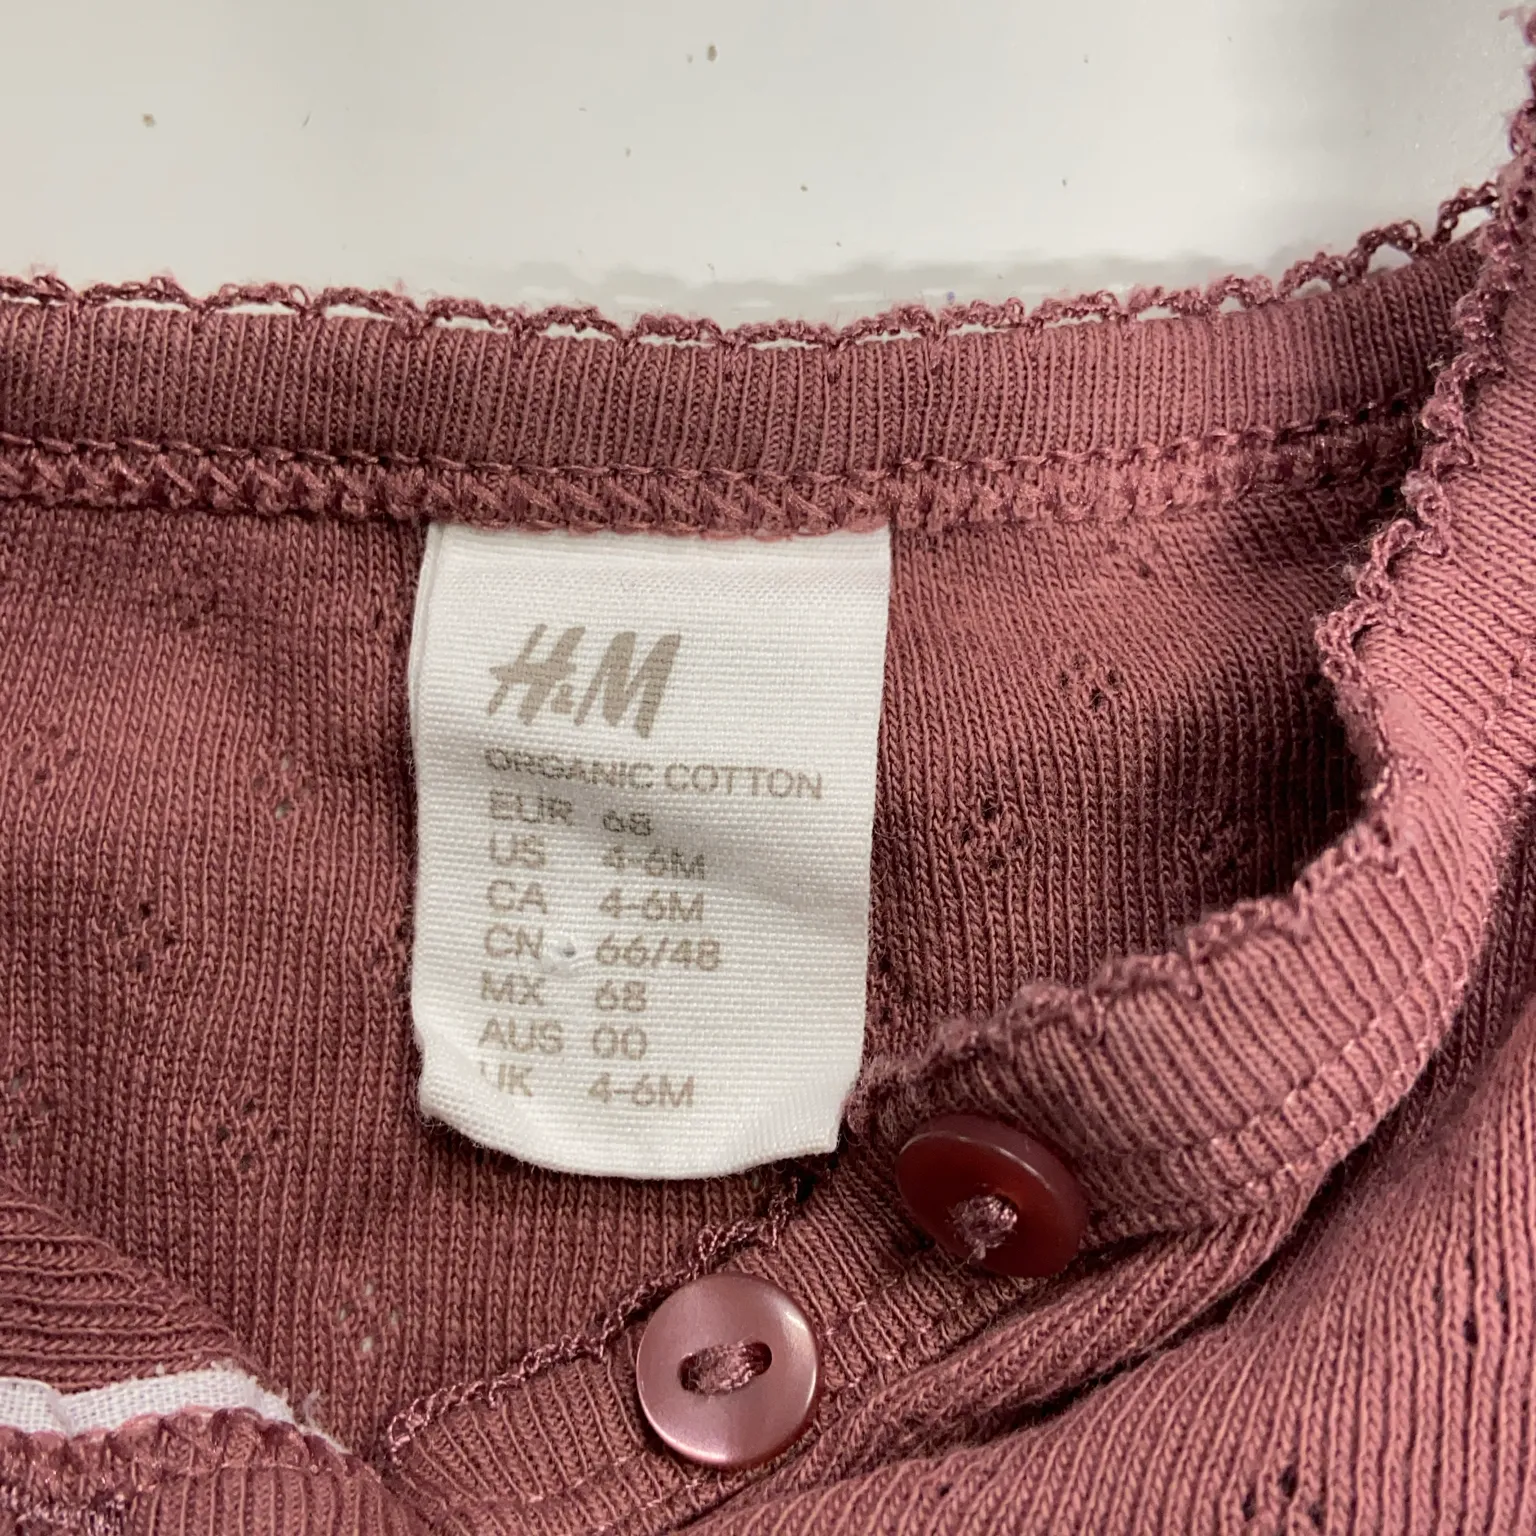 H&M
ORGANIC COTTON
EUR 68
US 4-6M
CA 4-6M
CN 66/48
MX 68
AUS 00
UK 4-6M